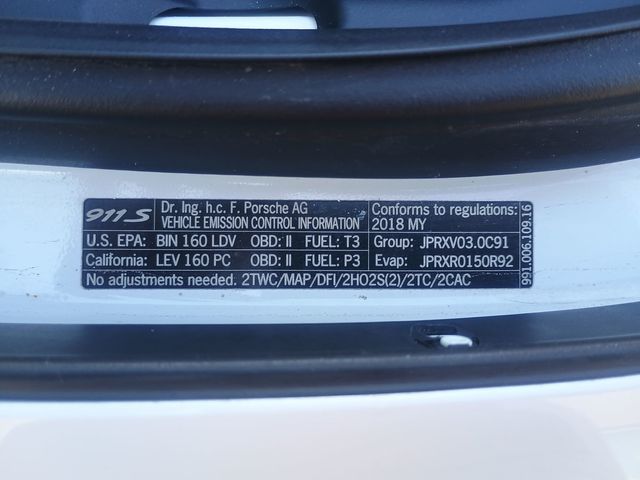 911 S
Dr. Ing. h.c. F. Porsche AG
VEHICLE EMISSION CONTROL INFORMATION
Conforms to regulations:
2018 MY
U.S. EPA: BIN 160 LDV OBD: II FUEL: T3 Group: JPRXV03.0C91
California: LEV 160 PC OBD: II FUEL: P3 Evap: JPRXR0150R92
No adjustments needed. 2TWC/MAP/DFI/2HO2S(2)/2TC/2CAC
991.006.109.16